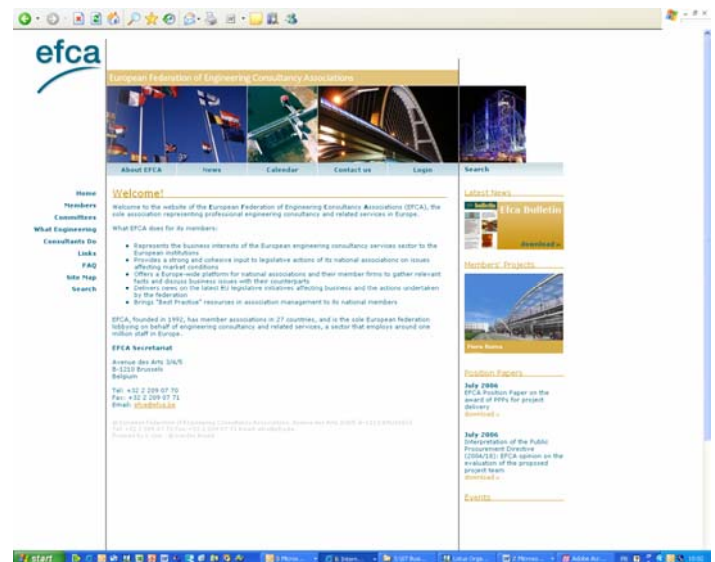 efca
European Federation of Engineering Consultancy Associations
About EFCA
News
Calendar
Contact us
Login
Search
Home
Members
Committees
What Engineering
Consultants Do
Links
FAQ
Site Map
Search
Welcome!
Welcome to the website of the European Federation of Engineering Consultancy Associations (EFCA), the
sole association representing professional engineering consultancy and related services in Europe.
What EFCA does for its members:
Represents the business interests of the European engineering consultancy services sector to the
European institutions
Provides a strong and cohesive input to legislative actions of its national associations on issues
affecting market conditions
Offers a Europe-wide platform for national associations and their member firms to gather relevant
facts and discuss business issues with their counterparts
Delivers news on the latest EU legislative initiatives affecting business and the actions undertaken
by the federation
Brings "Best Practice" resources in association management to its national members
EFCA, founded in 1992, has member associations in 27 countries, and is the sole European federation
lobbying on behalf of engineering consultancy and related services, a sector that employs around one
million staff in Europe.
EFCA Secretariat
Avenue des Arts 3/4/5
B-1210 Brussels
Belgium
Tel: +32 2 209 07 70
Fax: +32 2 209 07 71
Email: efca@efca.be
Latest News
bulletin
Efca Bulletin
download »
Members' Projects
Position Papers
July 2006
EFCA Position Paper on the
award of PPPs for project
delivery
download »
July 2006
Interpretation of the Public
Procurement Directive
(2004/18): EFCA opinion on the
evaluation of the proposed
project team
download »
Events
start